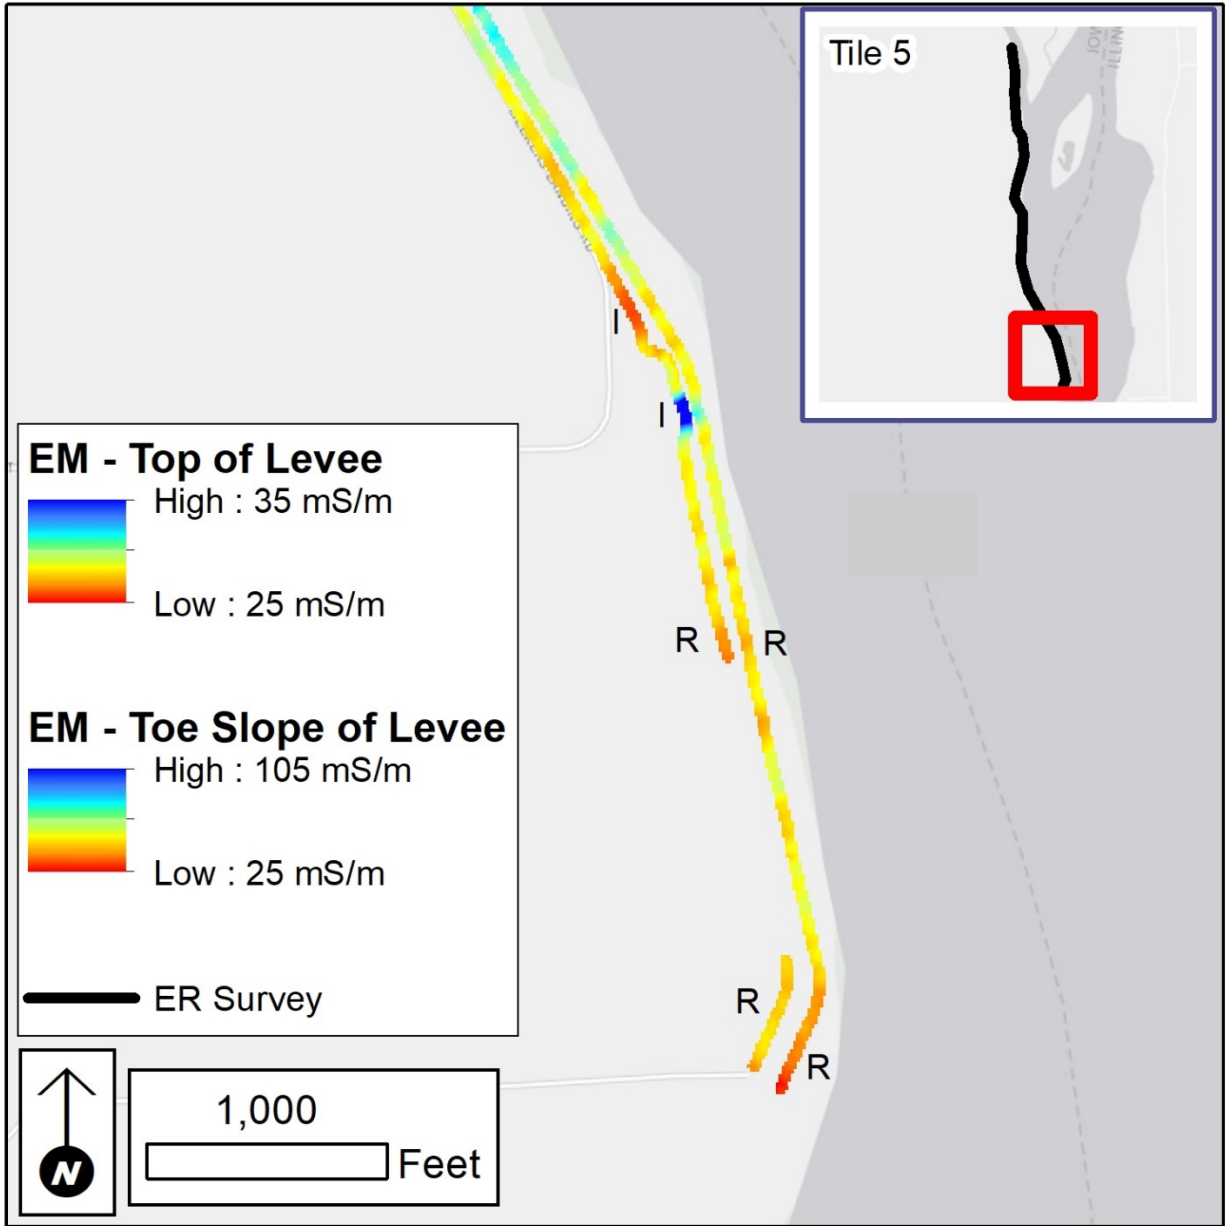 Tile 5
I
I
EM - Top of Levee
High : 35 mS/m
Low : 25 mS/m
R
R
EM - Toe Slope of Levee
High : 105 mS/m
Low : 25 mS/m
ER Survey
R
R
1,000
Feet
N